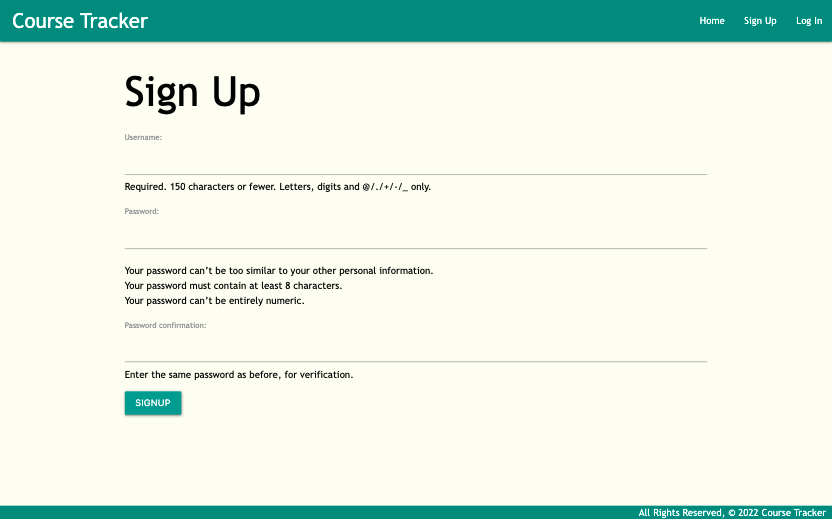 Course Tracker
Home Sign Up Log In
Sign Up
Username:
Required. 150 characters or fewer. Letters, digits and @/./+/-/_ only.
Password:
Your password can't be too similar to your other personal information.
Your password must contain at least 8 characters.
Your password can't be entirely numeric.
Password confirmation:
Enter the same password as before, for verification.
SIGNUP
All Rights Reserved, © 2022 Course Tracker